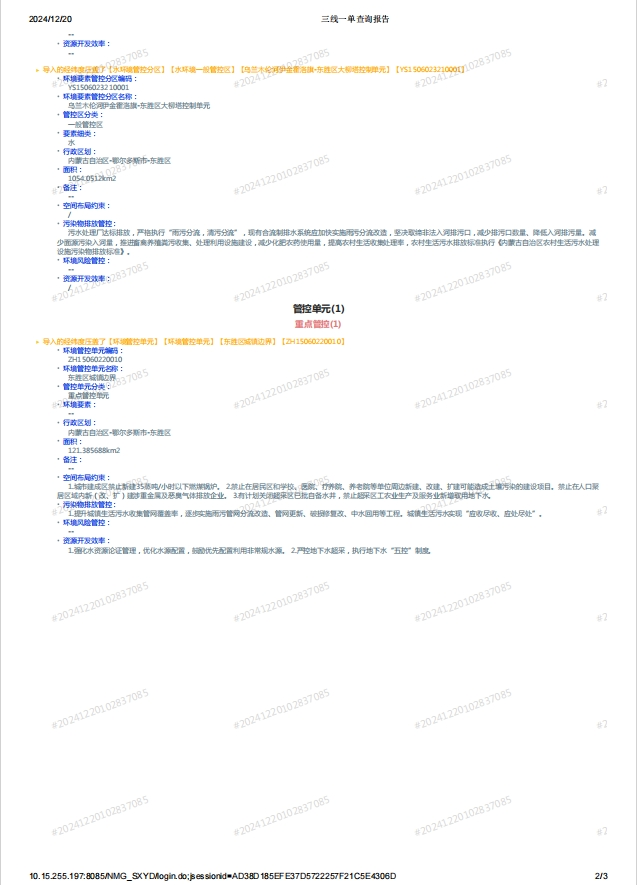 2024/12/20
三线一单查询报告
--
资源开发效率：
--
导入的经纬度压盖了【水环境管控分区】【水环境一般管控区】【乌兰木伦河伊金霍洛旗-东胜区大柳塔控制单元】【YS1506023210001】
环境要素管控分区编码：
YS1506023210001
环境要素管控分区名称：
乌兰木伦河伊金霍洛旗-东胜区大柳塔控制单元
管控区分类：
一般管控区
要素细类：
水
行政区划：
内蒙古自治区-鄂尔多斯市-东胜区
面积：
1054.0512km2
备注：
--
空间布局约束：
/
污染物排放管控：
污水处理厂达标排放，严格执行“雨污分流，清污分流”，现有合流制排水系统应加快实施雨污分流改造，坚决取缔非法入河排污口，减少排污口数量。降低入河排污量。减
少面源污染入河量，推进畜禽养殖粪污收集、处理利用设施建设，减少化肥农药使用量，提高农村生活收集处理率，农村生活污水排放标准执行《内蒙古自治区农村生活污水处理
设施污染物排放标准》。
环境风险管控：
--
资源开发效率：
/
管控单元(1)
重点管控(1)
导入的经纬度压盖了【环境管控单元】【环境管控单元】【东胜区城镇边界】【ZH15060220010】
环境管控单元编码：
ZH15060220010
环境管控单元名称：
东胜区城镇边界
管控单元分类：
重点管控单元
环境要素：
--
行政区划：
内蒙古自治区-鄂尔多斯市-东胜区
面积：
121.385688km2
备注：
--
空间布局约束：
1.城市建成区禁止新建35蒸吨/小时以下燃煤锅炉。 2.禁止在居民区和学校、医院、疗养院、养老院等单位周边新建、改建、扩建可能造成土壤污染的建设项目。禁止在人口聚
居区域内新（改、扩）建涉重金属及恶臭气体排放企业。 3.有计划关闭超采区已批自备水井，禁止超采区工农业生产及服务业新增取用地下水。
污染物排放管控：
1.提升城镇生活污水收集管网覆盖率，逐步实施雨污管网分流改造、管网更新、破损修复改、中水回用等工程。城镇生活污水实现“应收尽收、应处尽处”。
环境风险管控：
--
资源开发效率：
1.强化水资源论证管理，优化水源配置，鼓励优先配置利用非常规水源。 2.严控地下水超采，执行地下水“五控”制度。
#20241220102837085
10.15.255.197:8085/NMG_SXYD/login.do;jsessionid=AD38D185EFE37D5722257F21C5E4306D
2/3